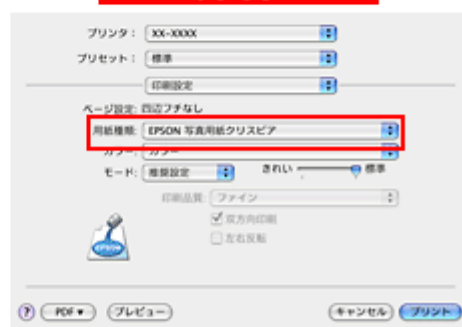 プリンタ： XX-XXXX
プリセット： 標準
印刷設定
ページ設定: 四辺フチなし
用紙種類: EPSON 写真用紙クリスピア
カラー: カラー
モード: 推奨設定 きれい 標準
印刷品質: ファイン
双方向印刷
左右反転
EPSON
? PDF▼ プレビュー キャンセル プリント